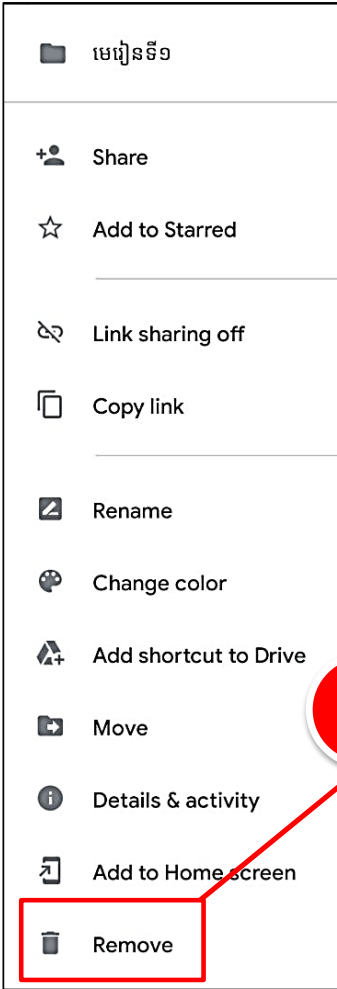 មេរៀនទី១
Share
Add to Starred
Link sharing off
Copy link
Rename
Change color
Add shortcut to Drive
Move
Details & activity
Add to Home screen
Remove